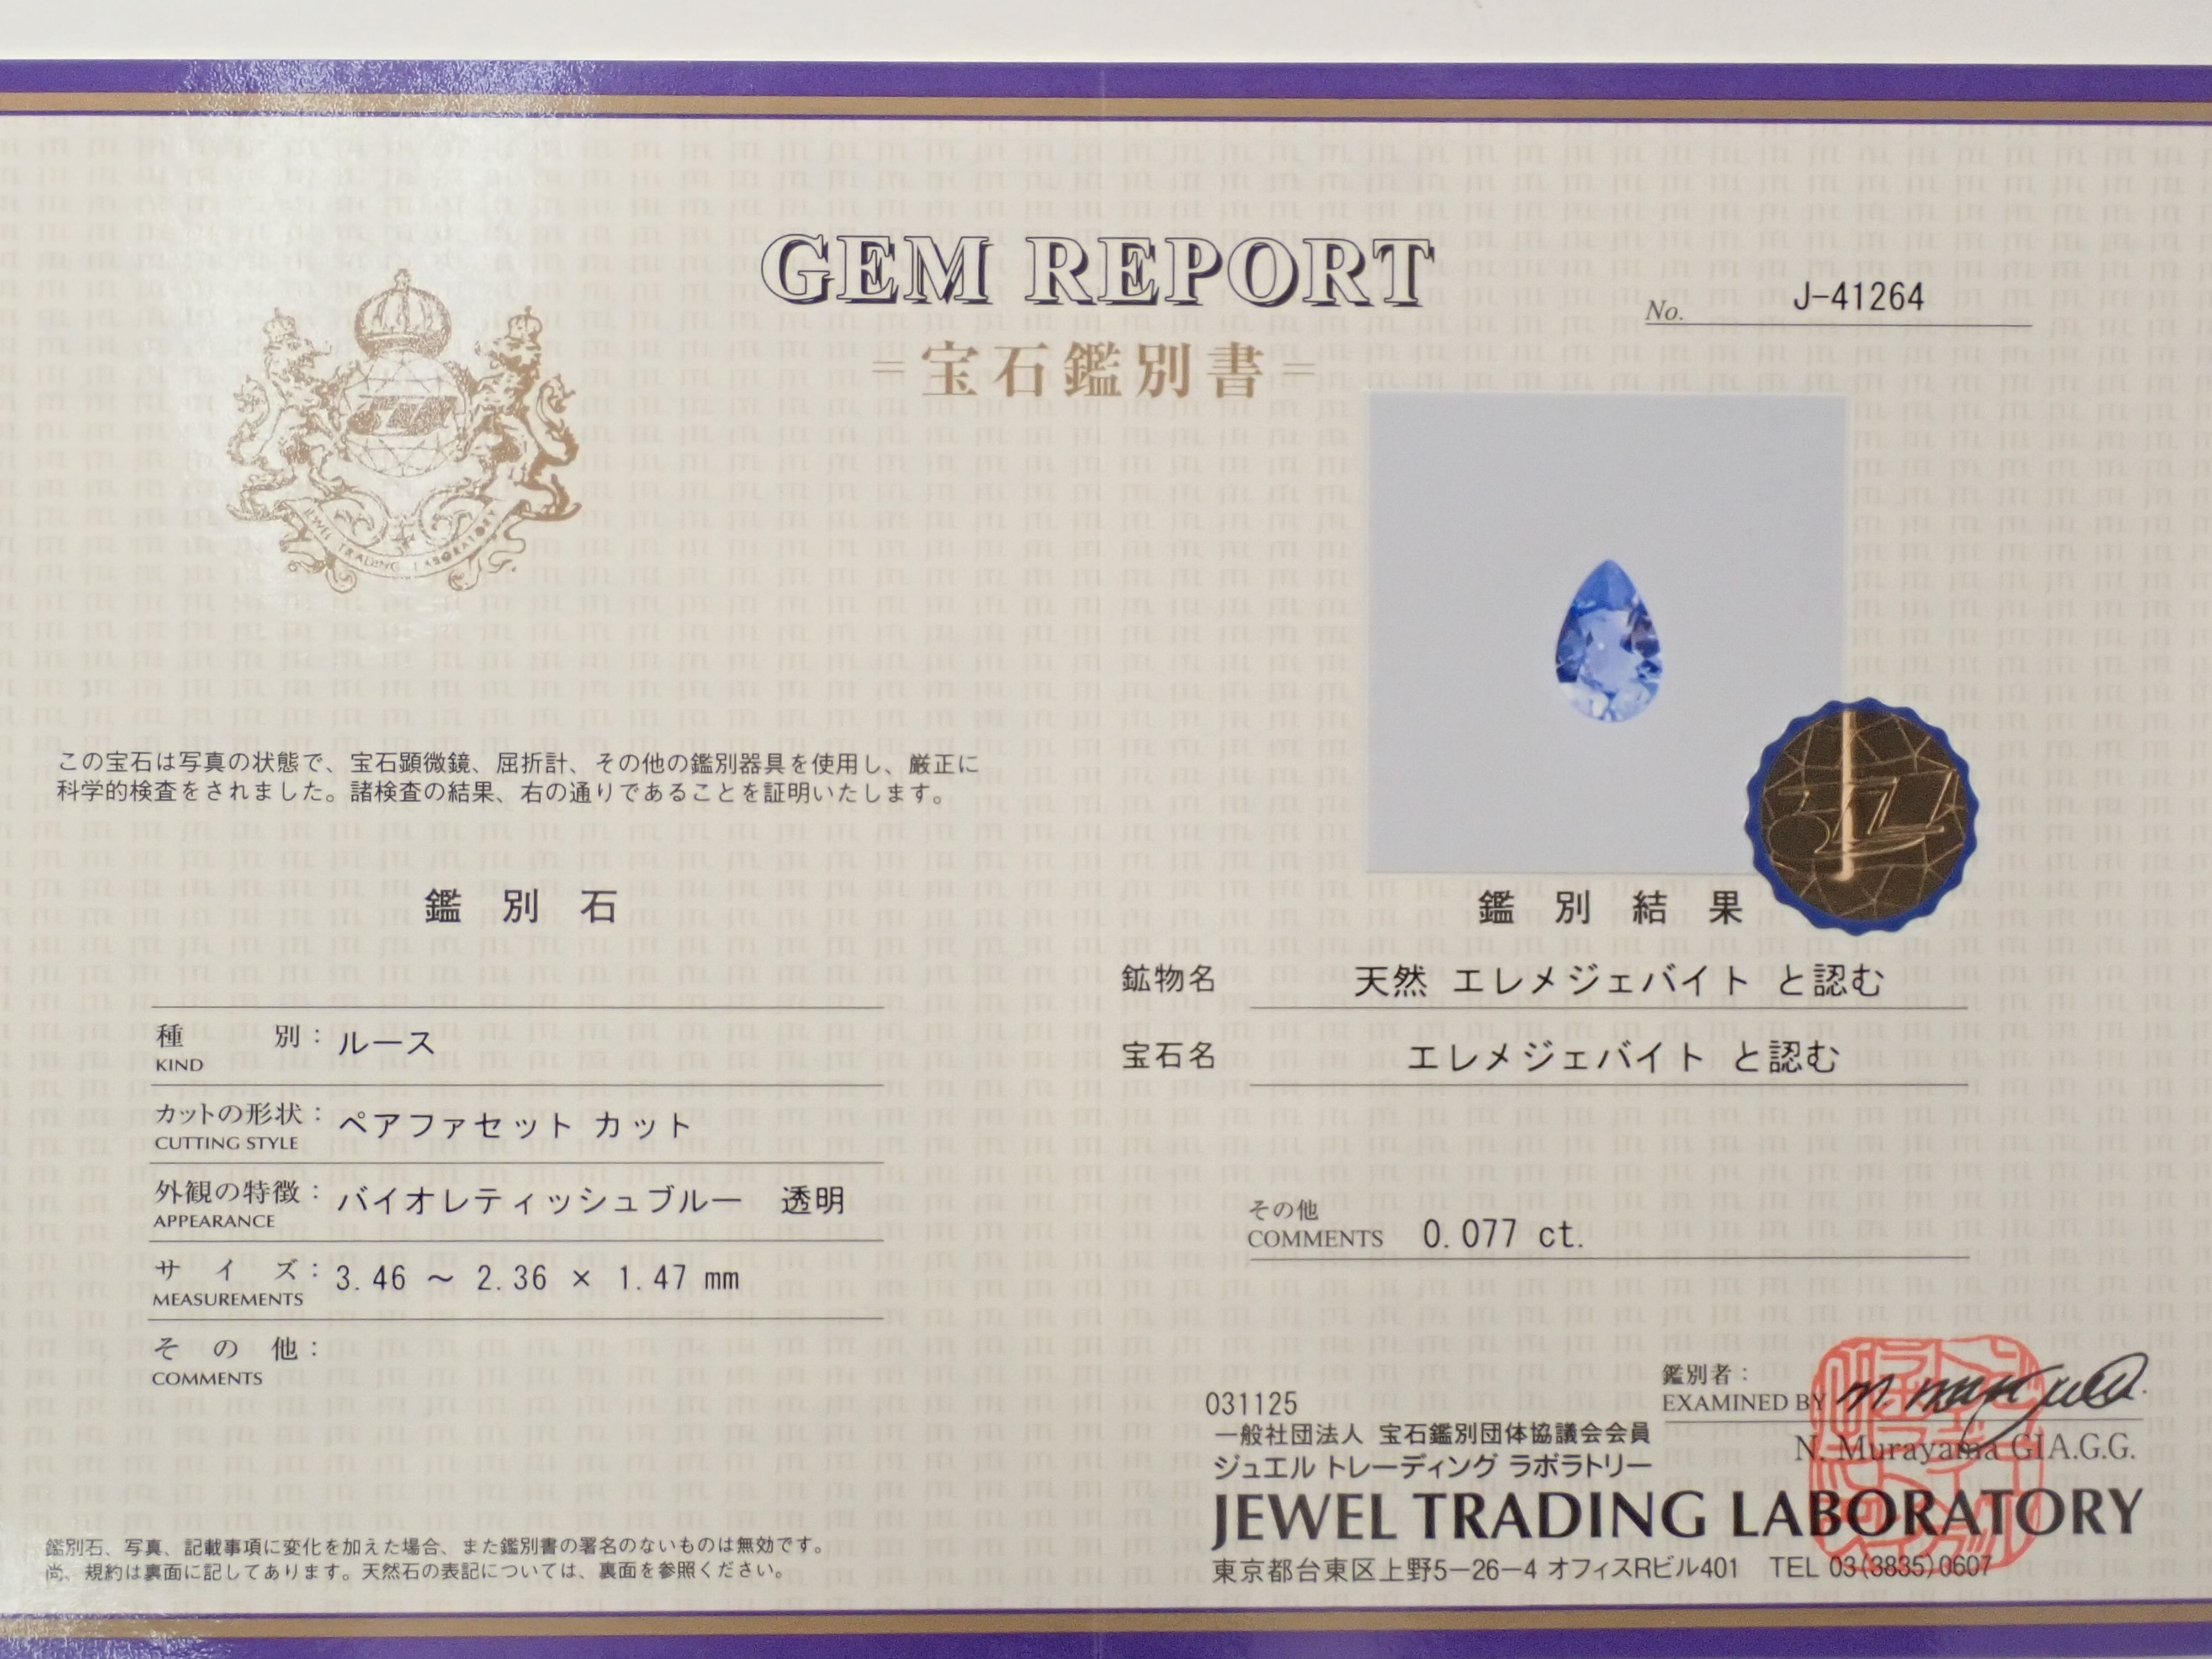 GEM REPORT
No. J-41264
=宝石鑑別書=
JEWEL TRADING LABORATORY
この宝石は写真の状態で、宝石顕微鏡、屈折計、その他の鑑別器具を使用し、厳正に
科学的検査をされました。諸検査の結果、右の通りであることを証明いたします。
鑑別石
種別: ルース
KIND
カットの形状: ペアファセット カット
CUTTING STYLE
外観の特徴: バイオレティッシュブルー 透明
APPEARANCE
サイズ: 3.46 ～ 2.36 × 1.47 mm
MEASUREMENTS
その他:
COMMENTS
鑑別石、写真、記載事項に変化を加えた場合、また鑑別書の署名のないものは無効です。
尚、規約は裏面に記してあります。天然石の表記については、裏面を参照ください。
鑑別結果
鉱物名 天然 エレメジェバイト と認む
宝石名 エレメジェバイト と認む
その他
COMMENTS 0.077 ct.
鑑別者:
EXAMINED BY
N. Murayama GIA.G.G.
031125
一般社団法人 宝石鑑別団体協議会会員
ジュエル トレーディング ラボラトリー
JEWEL TRADING LABORATORY
東京都台東区上野5-26-4 オフィスRビル401 TEL 03(3835)0607